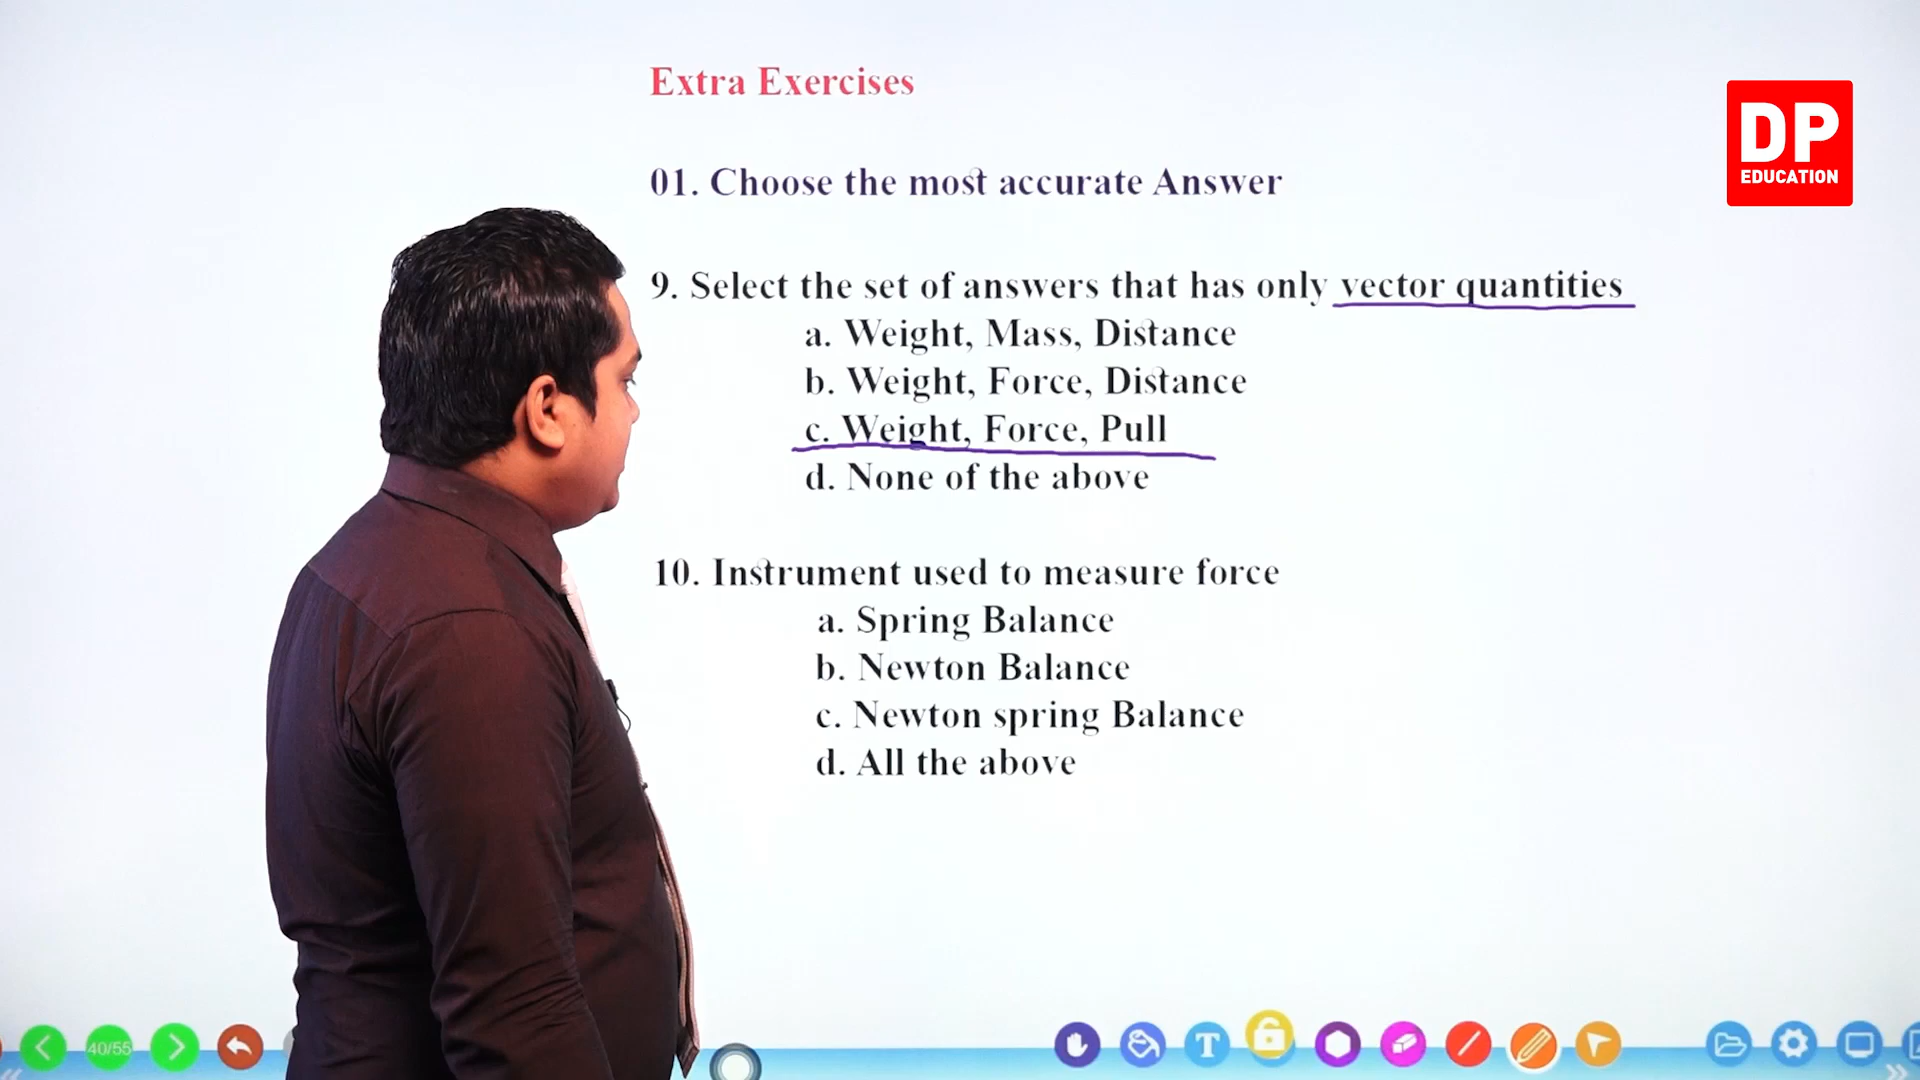 Extra Exercises
DP
EDUCATION
01. Choose the most accurate Answer
9. Select the set of answers that has only vector quantities
a. Weight, Mass, Distance
b. Weight, Force, Distance
c. Weight, Force, Pull
d. None of the above
10. Instrument used to measure force
a. Spring Balance
b. Newton Balance
c. Newton spring Balance
d. All the above
40/55
T